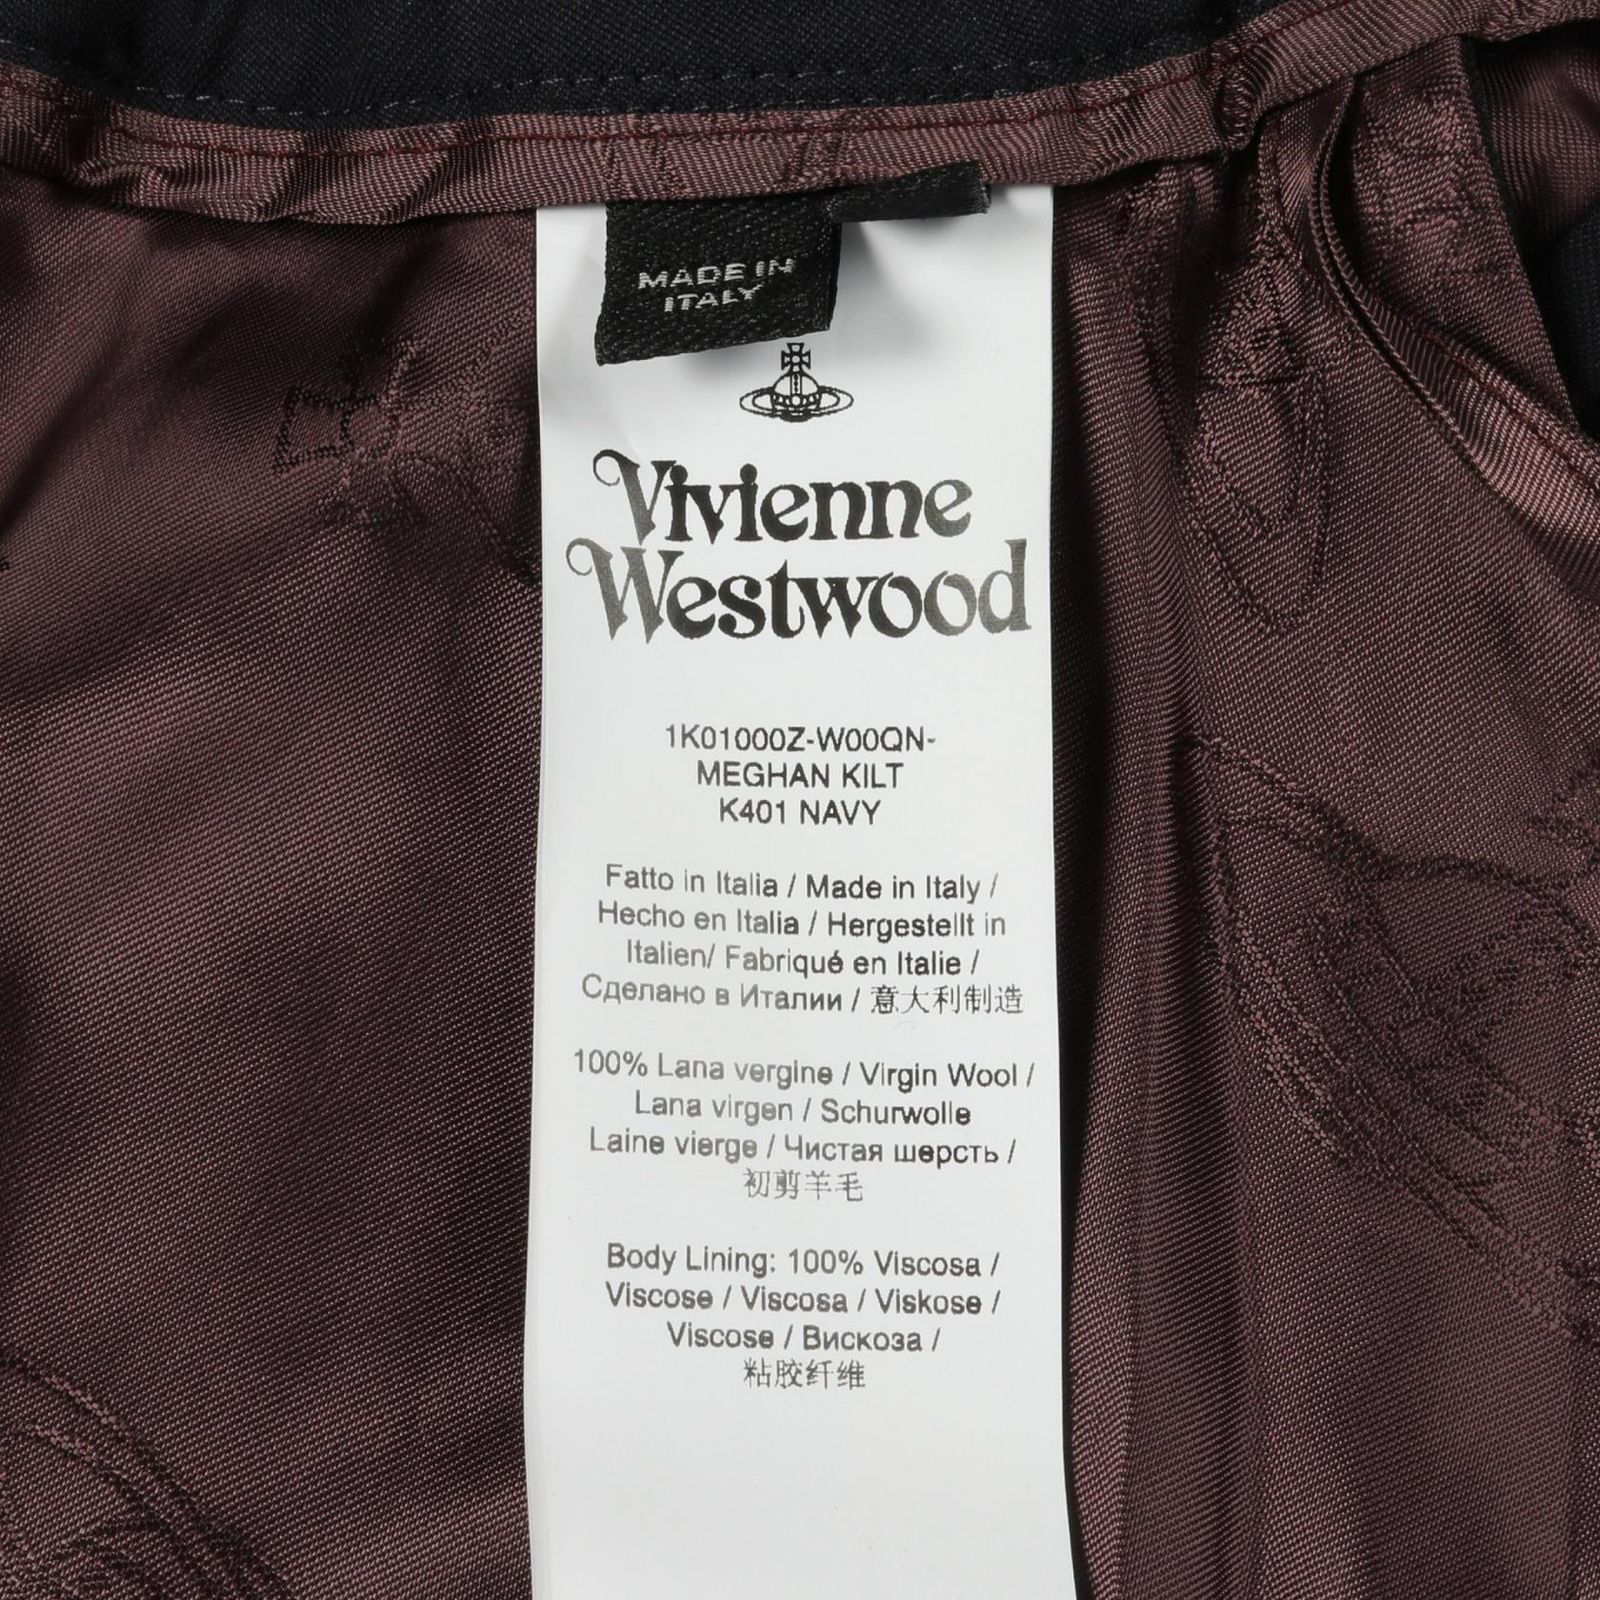 MADE IN
ITALY
Vivienne
Westwood
1K01000Z-W00QN-
MEGHAN KILT
K401 NAVY
Fatto in Italia / Made in Italy /
Hecho en Italia / Hergestellt in
Italien/ Fabriqué en Italie /
Сделано в Италии / 意大利制造
100% Lana vergine / Virgin Wool /
Lana virgen / Schurwolle
Laine vierge / Чистая шерсть /
初剪羊毛
Body Lining: 100% Viscosa /
Viscose / Viscosa / Viskose /
Viscose / Вискоза /
粘胶纤维